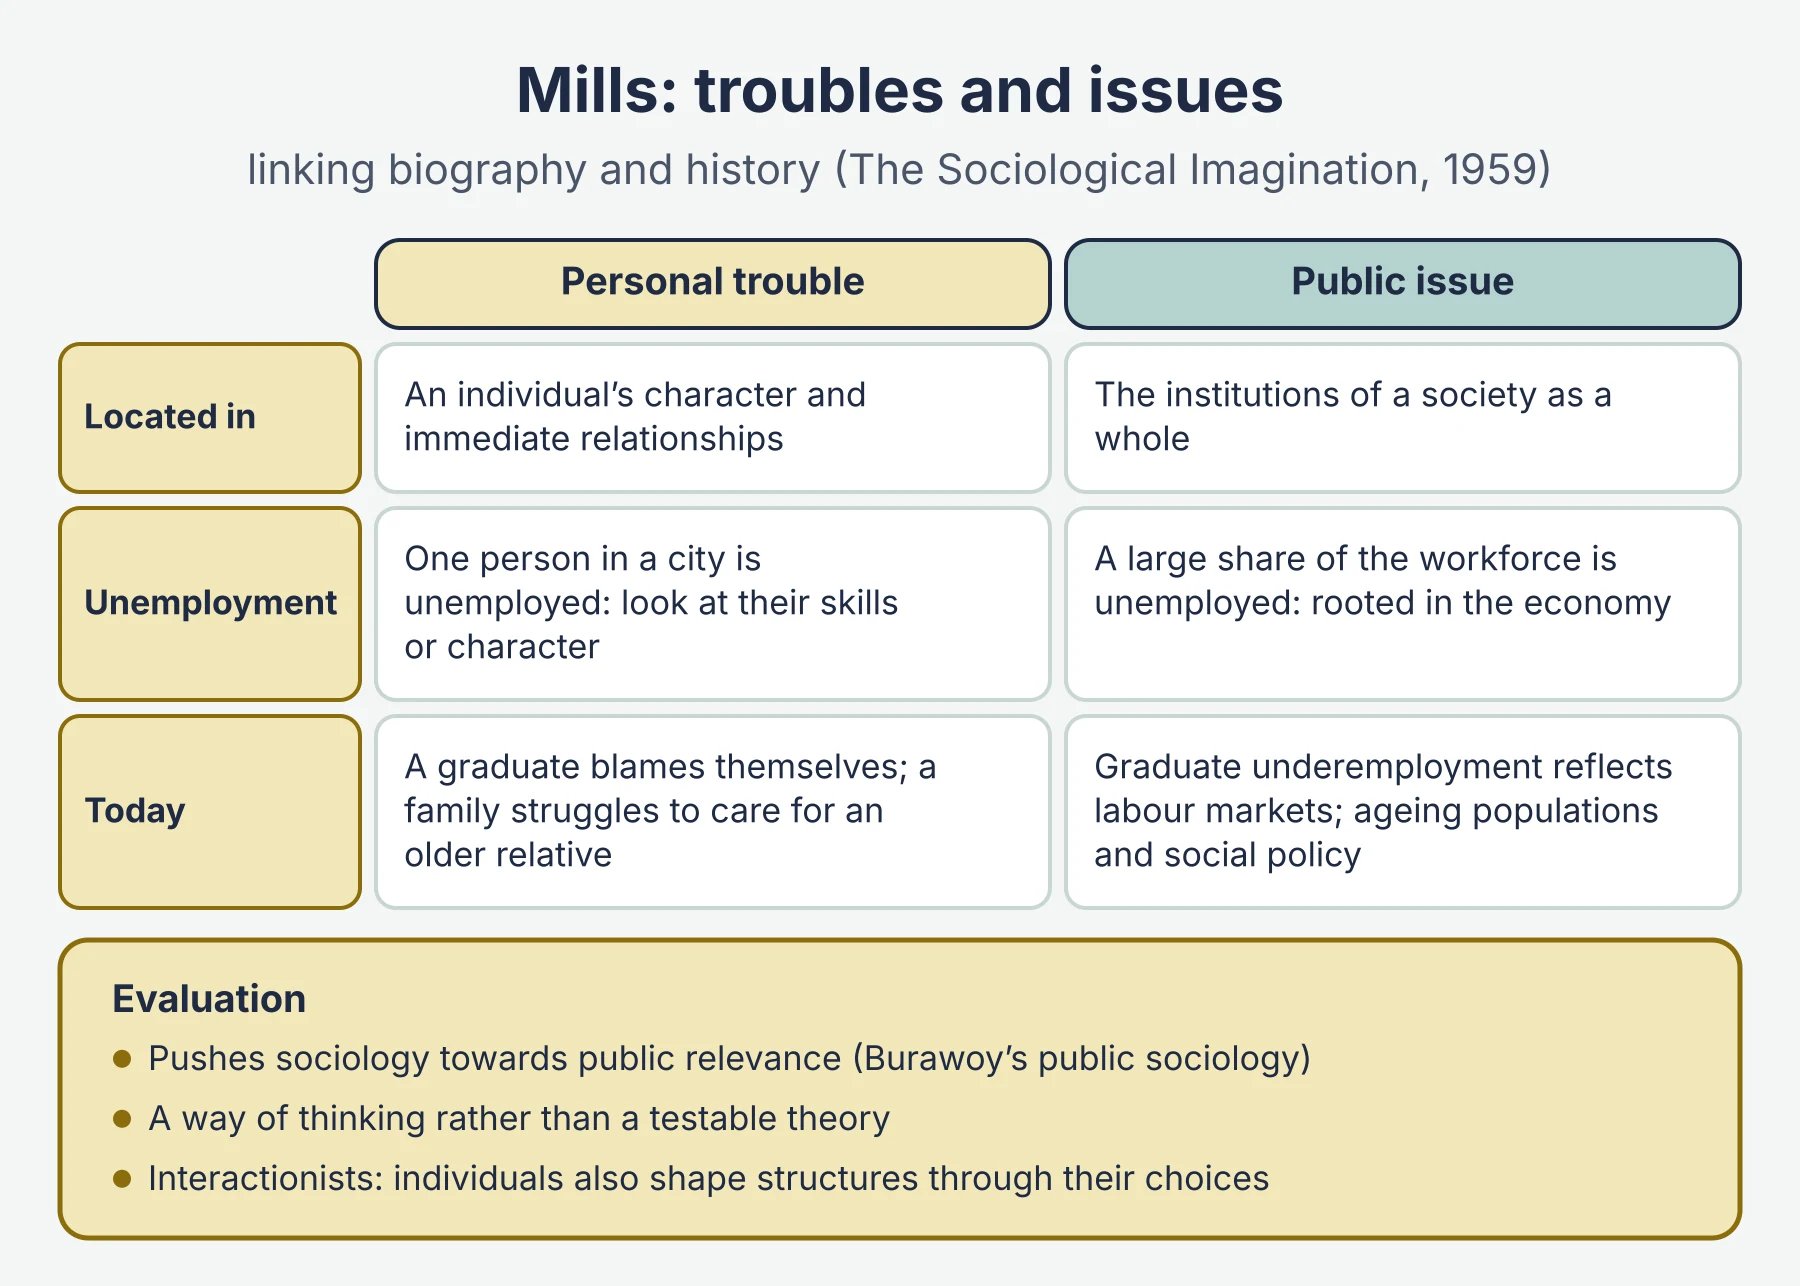 Mills: troubles and issues
linking biography and history (The Sociological Imagination, 1959)
Personal trouble
Public issue
Located in
An individual’s character and
immediate relationships
The institutions of a society as a
whole
Unemployment
One person in a city is
unemployed: look at their skills
or character
A large share of the workforce is
unemployed: rooted in the economy
Today
A graduate blames themselves; a
family struggles to care for an
older relative
Graduate underemployment reflects
labour markets; ageing populations
and social policy
Evaluation
Pushes sociology towards public relevance (Burawoy’s public sociology)
A way of thinking rather than a testable theory
Interactionists: individuals also shape structures through their choices